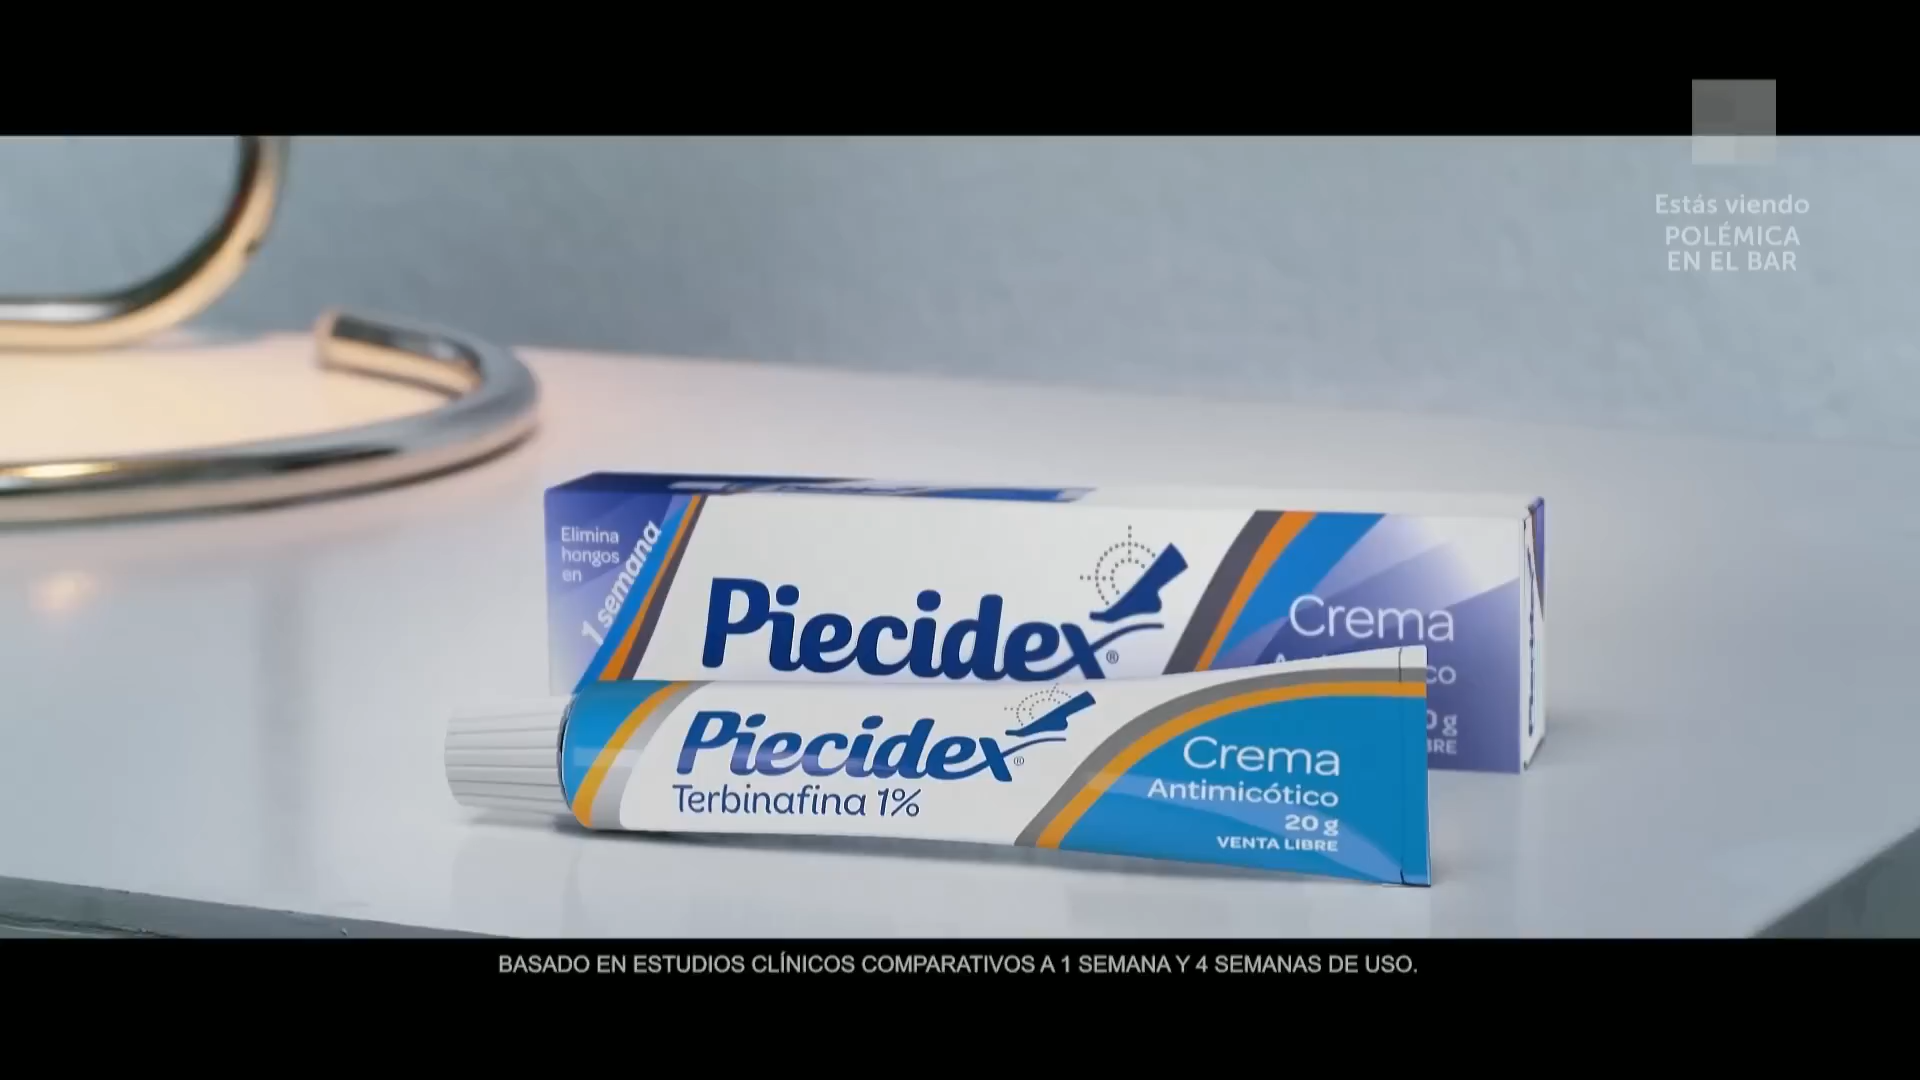 Estás viendo
POLÉMICA
EN EL BAR
Elimina
hongos
en
1 semana
Piecidex®
Crema
Piecidex®
Terbinafina 1%
Crema
Antimicótico
20 g
VENTA LIBRE
BASADO EN ESTUDIOS CLÍNICOS COMPARATIVOS A 1 SEMANA Y 4 SEMANAS DE USO.